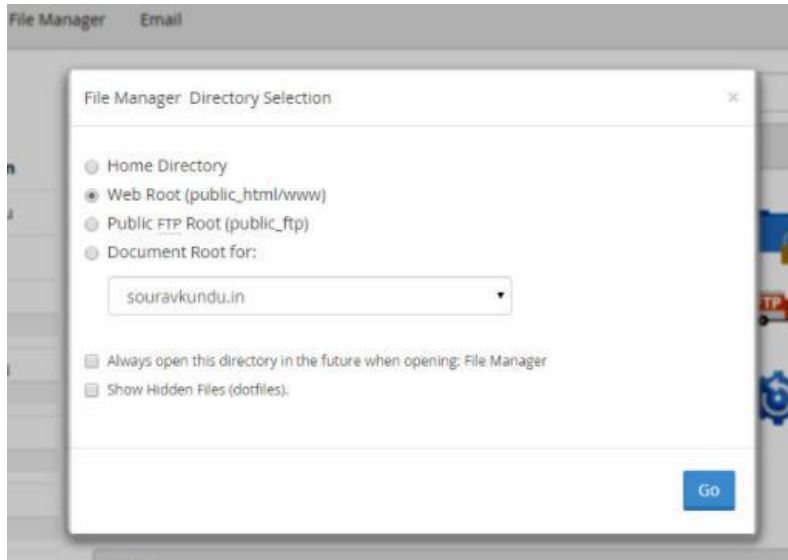 File Manager Email
File Manager Directory Selection ×
Home Directory
Web Root (public_html/www)
Public FTP Root (public_ftp)
Document Root for:
souravkundu.in
Always open this directory in the future when opening: File Manager
Show Hidden Files (dotfiles).
Go